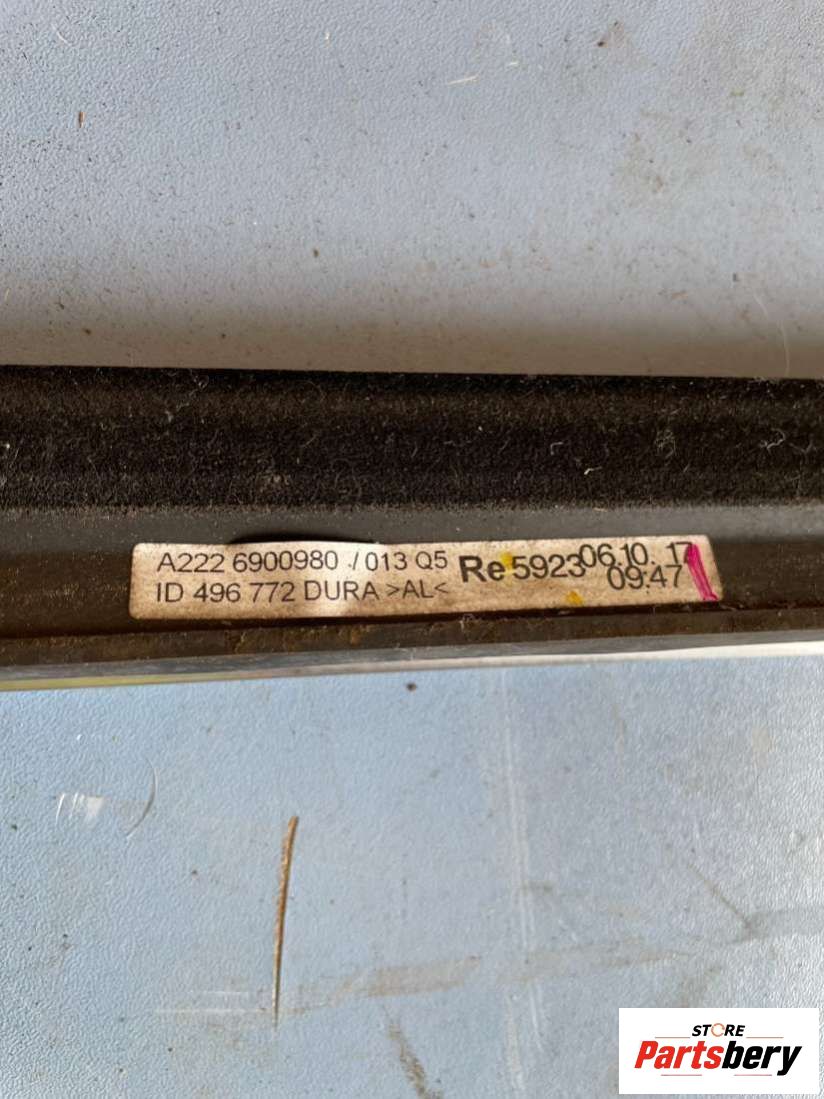 A222 6900980 ./ 013 Q5 Re 5923 06.10. 17
ID 496 772 DURA >AL< 09:47
STORE
Partsbery